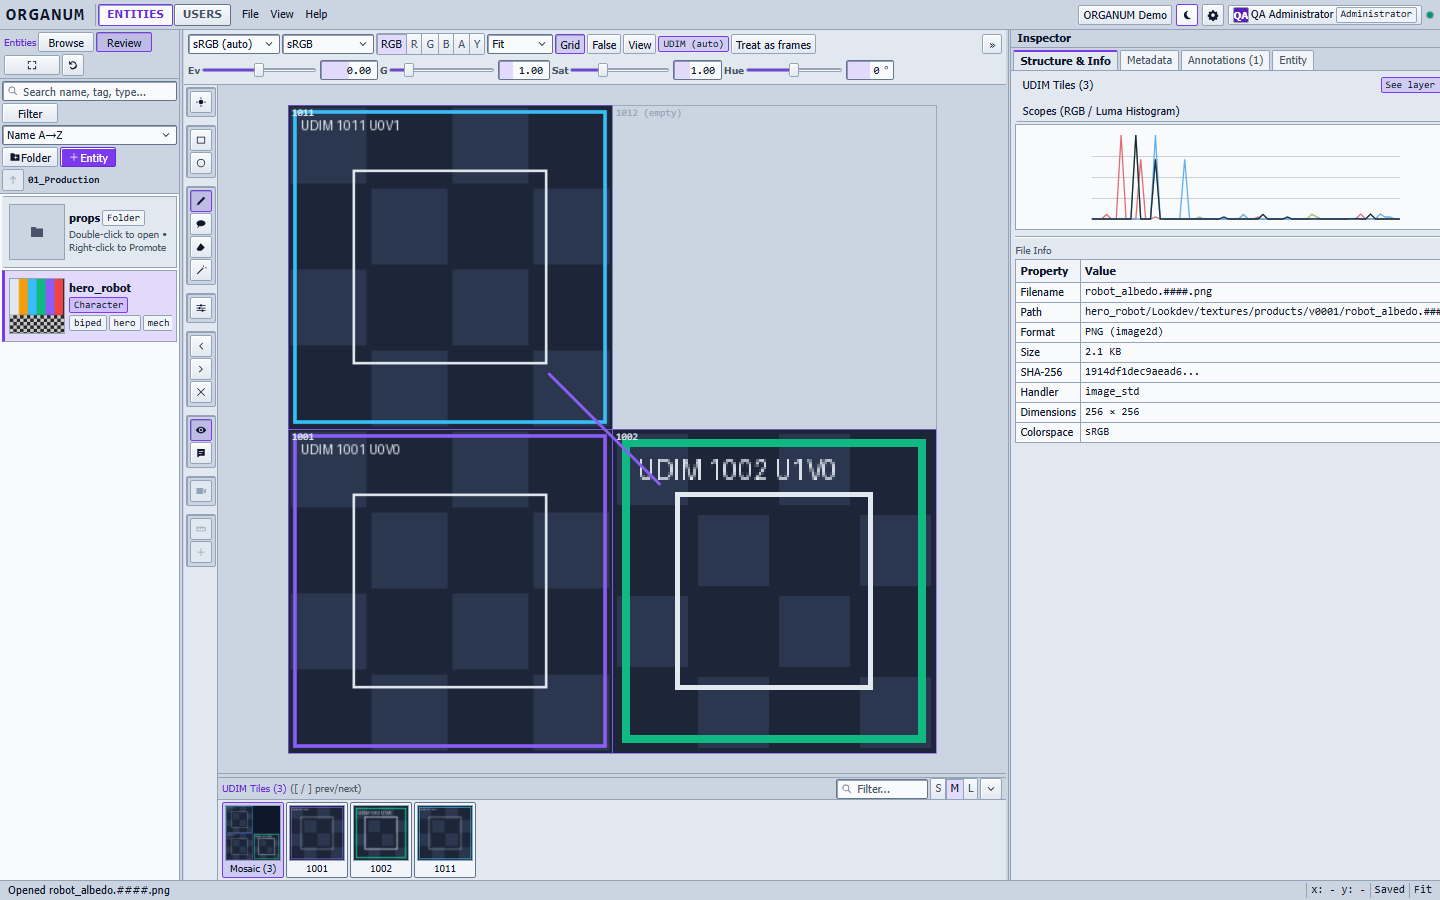 ORGANUM ENTITIES USERS File View Help ORGANUM Demo QA QA Administrator Administrator
Entities Browse Review
Search name, tag, type...
Filter
Name A→Z
Folder + Entity
01_Production
props Folder
Double-click to open •
Right-click to Promote
hero_robot
Character
biped hero mech
sRGB (auto) sRGB RGB R G B A Y Fit Grid False View UDIM (auto) Treat as frames »
Ev 0.00 G 1.00 Sat 1.00 Hue 0 °
1011
UDIM 1011 U0V1
1012 (empty)
1001
UDIM 1001 U0V0
1002
UDIM 1002 U1V0
UDIM Tiles (3) ([ / ] prev/next) Filter... S M L
Mosaic (3) 1001 1002 1011
Inspector
Structure & Info Metadata Annotations (1) Entity
UDIM Tiles (3) See layer
Scopes (RGB / Luma Histogram)
File Info
Property Value
Filename robot_albedo.####.png
Path hero_robot/Lookdev/textures/products/v0001/robot_albedo.###
Format PNG (image2d)
Size 2.1 KB
SHA-256 1914df1dec9aead6...
Handler image_std
Dimensions 256 × 256
Colorspace sRGB
Opened robot_albedo.####.png x: - y: - Saved Fit